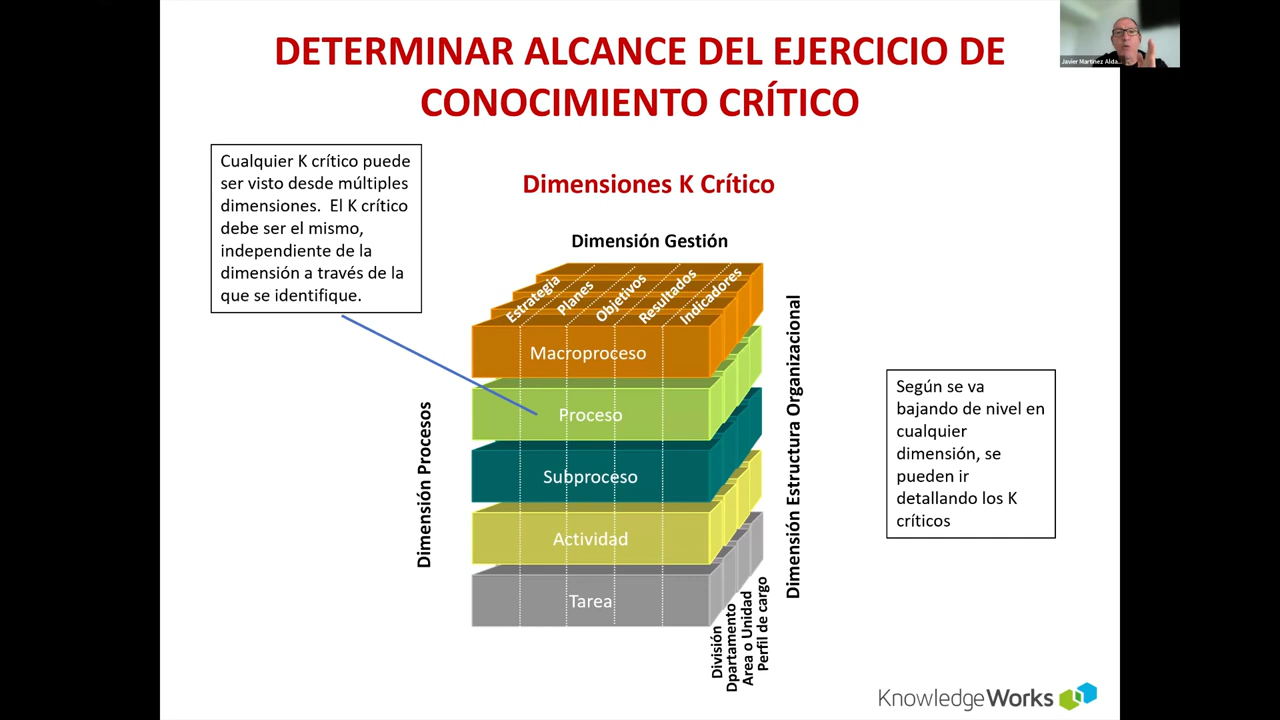 DETERMINAR ALCANCE DEL EJERCICIO DE
CONOCIMIENTO CRÍTICO
Javier Martínez Alda...
Cualquier K crítico puede
ser visto desde múltiples
dimensiones. El K crítico
debe ser el mismo,
independiente de la
dimensión a través de la
que se identifique.
Dimensiones K Crítico
Dimensión Gestión
Estrategia
Planes
Objetivos
Resultados
Indicadores
Macroproceso
Proceso
Subproceso
Actividad
Tarea
Dimensión Procesos
Dimensión Estructura Organizacional
División
Dpartamento
Area o Unidad
Perfil de cargo
Según se va
bajando de nivel en
cualquier
dimensión, se
pueden ir
detallando los K
críticos
KnowledgeWorks